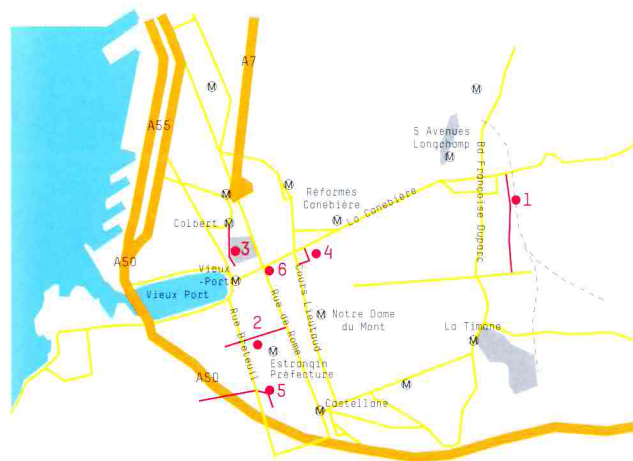 M
A7
M
5 Avenues
Longchamp
M
A55
Bd Françoise Duparc
M
M
Réformés
Canebière
La Canebière
1
M
Colbert
M
3
4
A50
6
Vieux
-Port
M
Vieux Port
Cours Lieutaud
Rue de Rome
Rue Breteuil
2
M
Notre Dame
du Mont
La Timone
M
M
Estrangin
Préfecture
A50
5
M
M
Castellane